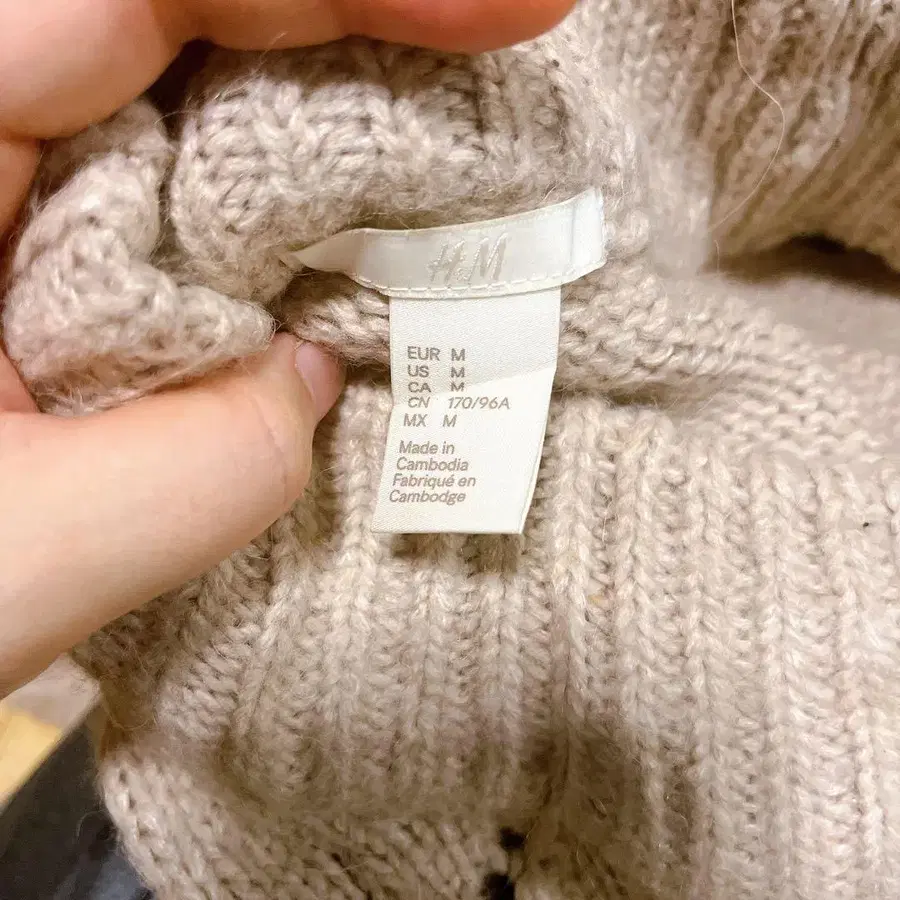 H&M
EUR M
US M
CA M
CN 170/96A
MX M
Made in
Cambodia
Fabriqué en
Cambodge